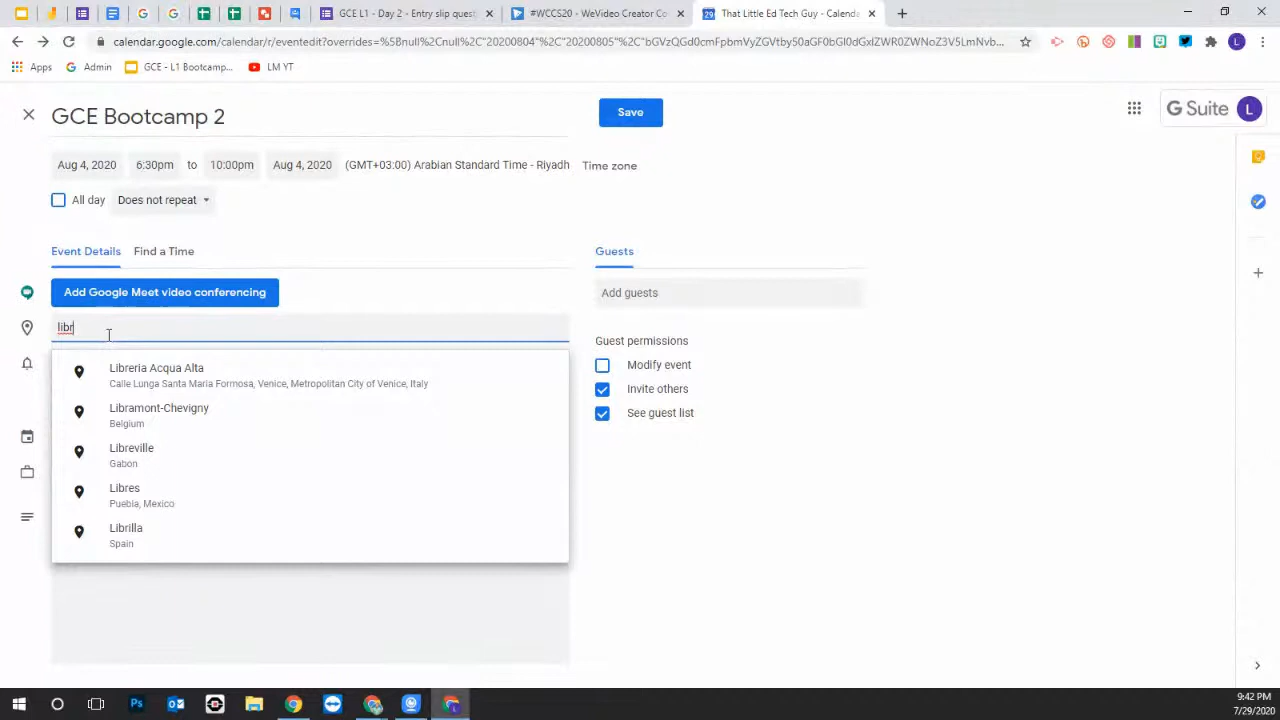 GCE L1 - Day 2 - Entry slip quest
#WCCS20 - WeVideo Creator Co
29
That Little Ed Tech Guy - Calenda
calendar.google.com/calendar/r/eventedit?overrides=%5Bnull%2Cnull%2C"20200804"%2C"20200805"%2C"bGVzQGd0cmFpbmVyZGVtby50aGF0bGl0dGxlZWR0ZWNoZ3V5LmNvb...
L
Apps
Admin
GCE - L1 Bootcamp...
LM YT
GCE Bootcamp 2
Save
G Suite
L
Aug 4, 2020
6:30pm
to
10:00pm
Aug 4, 2020
(GMT+03:00) Arabian Standard Time - Riyadh
Time zone
All day
Does not repeat
Event Details
Find a Time
Guests
Add Google Meet video conferencing
Add guests
libr
Guest permissions
Libreria Acqua Alta
Calle Lunga Santa Maria Formosa, Venice, Metropolitan City of Venice, Italy
Modify event
Invite others
See guest list
Libramont-Chevigny
Belgium
Libreville
Gabon
Libres
Puebla, Mexico
Librilla
Spain
Ps
9:42 PM
7/29/2020